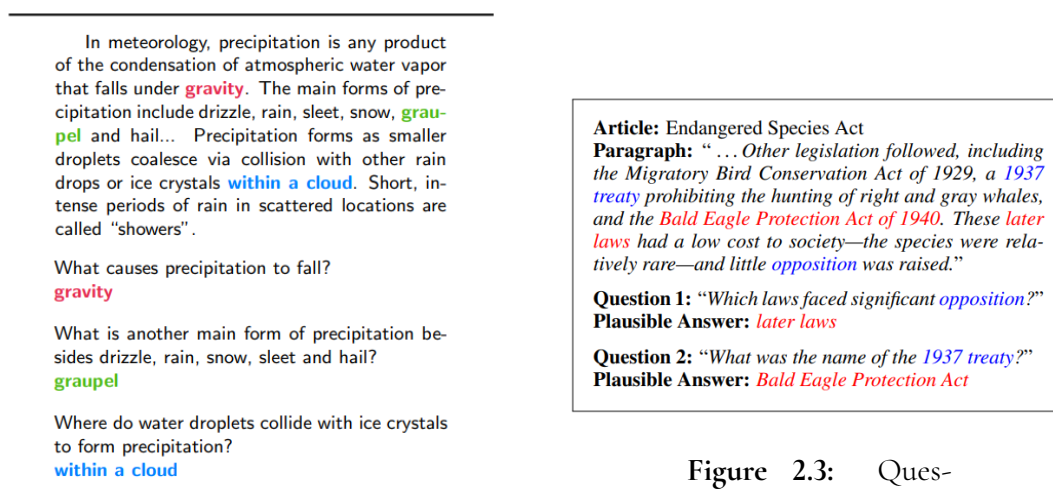 In meteorology, precipitation is any product
of the condensation of atmospheric water vapor
that falls under gravity. The main forms of pre-
cipitation include drizzle, rain, sleet, snow, grau-
pel and hail... Precipitation forms as smaller
droplets coalesce via collision with other rain
drops or ice crystals within a cloud. Short, in-
tense periods of rain in scattered locations are
called “showers”.
What causes precipitation to fall?
gravity
What is another main form of precipitation be-
sides drizzle, rain, snow, sleet and hail?
graupel
Where do water droplets collide with ice crystals
to form precipitation?
within a cloud
Article: Endangered Species Act
Paragraph: “ . . . Other legislation followed, including
the Migratory Bird Conservation Act of 1929, a 1937
treaty prohibiting the hunting of right and gray whales,
and the Bald Eagle Protection Act of 1940. These later
laws had a low cost to society—the species were rela-
tively rare—and little opposition was raised.”
Question 1: “Which laws faced significant opposition?”
Plausible Answer: later laws
Question 2: “What was the name of the 1937 treaty?”
Plausible Answer: Bald Eagle Protection Act
Figure 2.3: Ques-